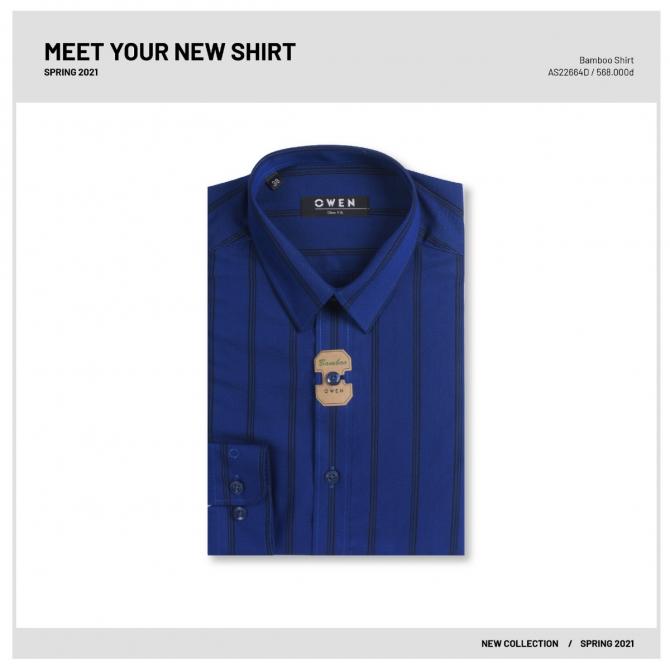 MEET YOUR NEW SHIRT
SPRING 2021
Bamboo Shirt
AS22664D / 568.000đ
OWEN
Bamboo
OWEN
NEW COLLECTION / SPRING 2021